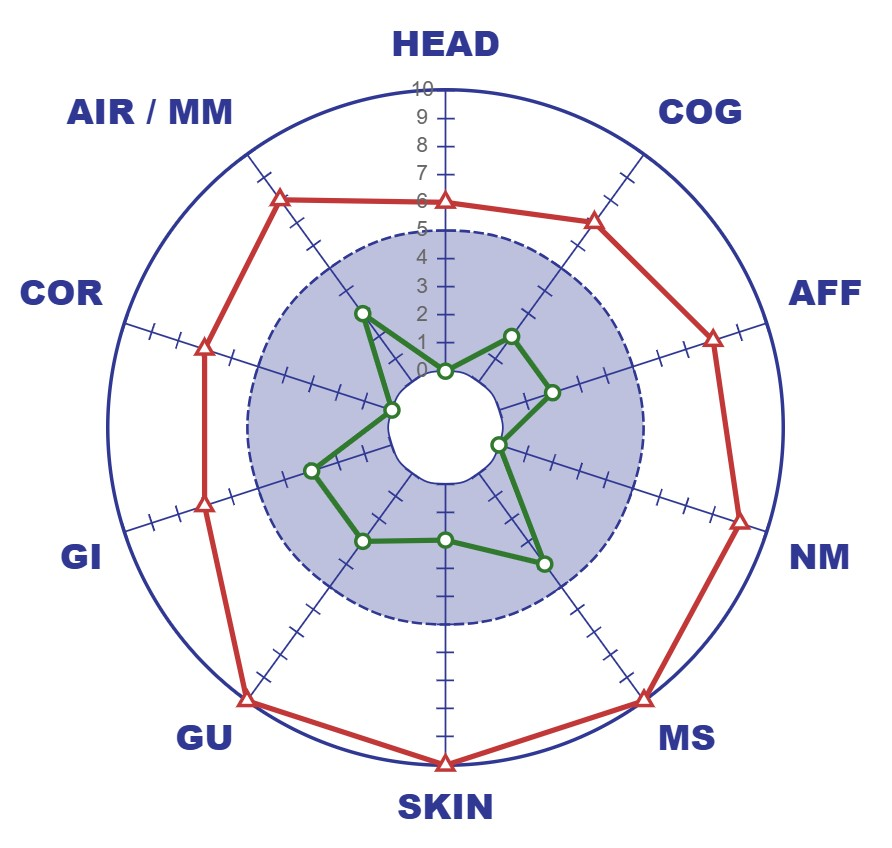 HEAD
10
AIR / MM
COG
9
8
7
6
5
COR
AFF
4
3
2
1
0
GI
NM
GU
MS
SKIN